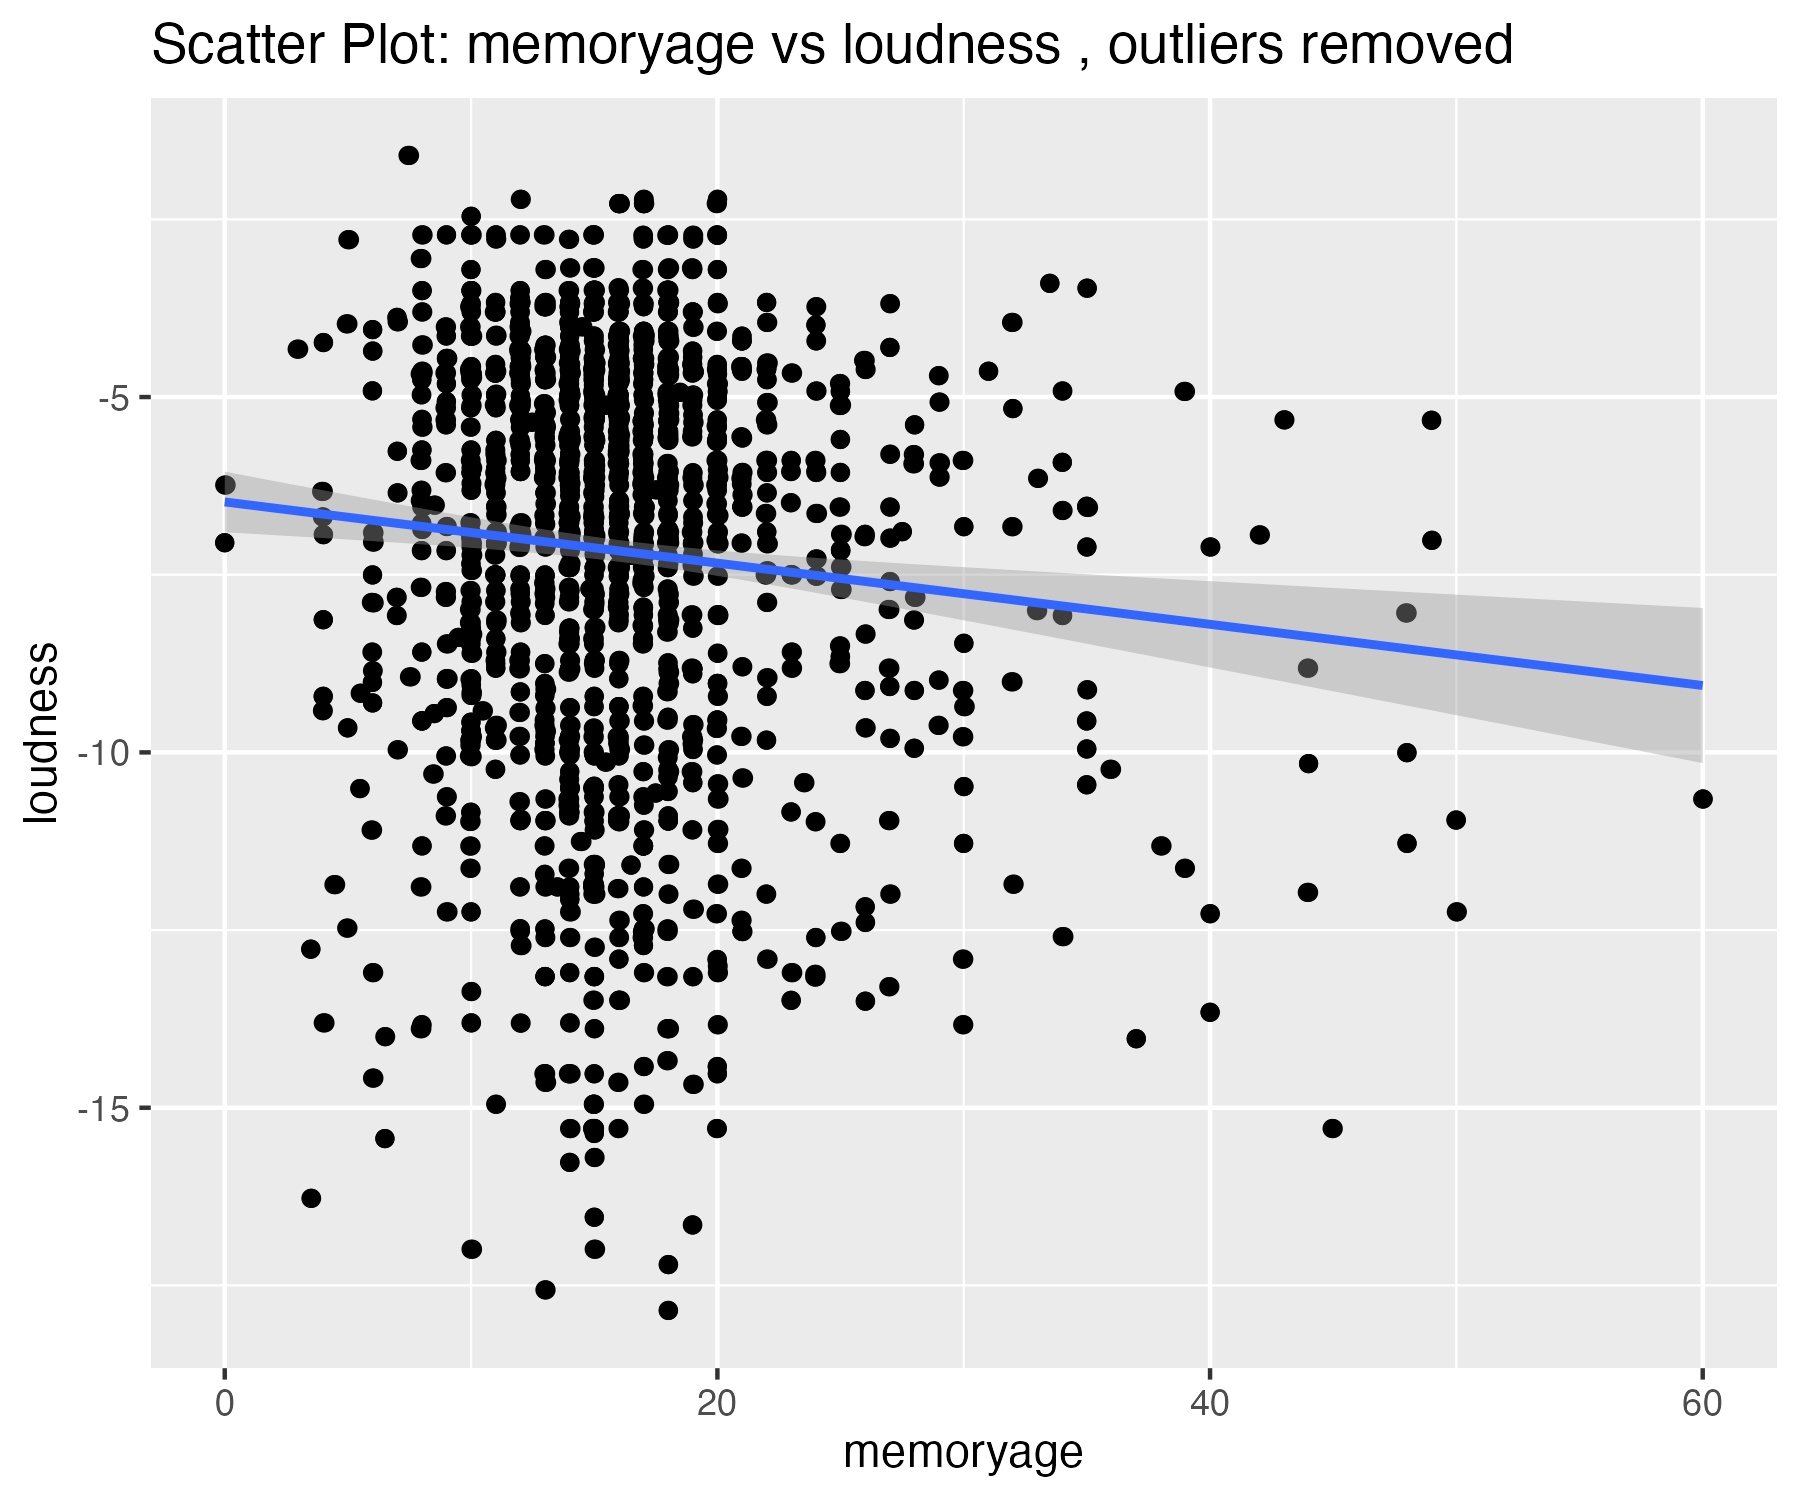 Scatter Plot: memoryage vs loudness , outliers removed
loudness
-5
-10
-15
0 20 40 60
memoryage